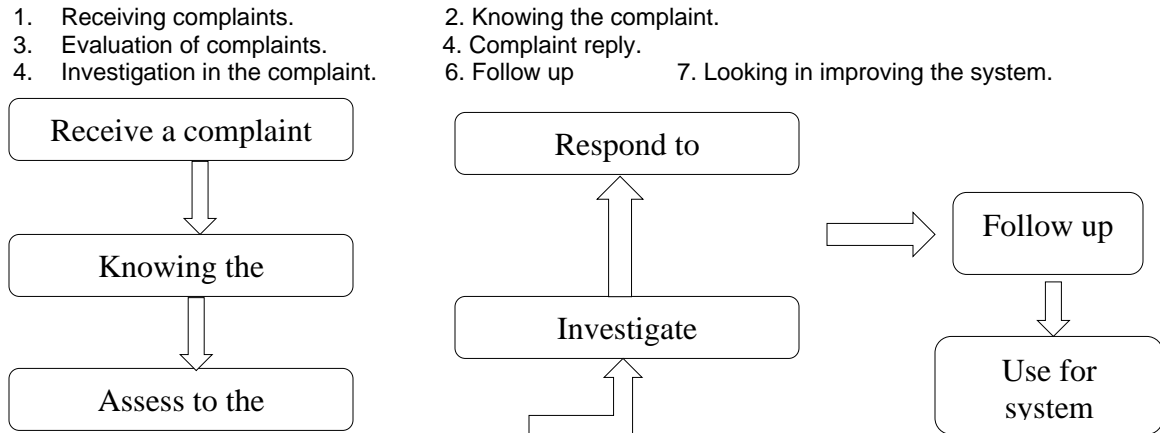 1. Receiving complaints. 2. Knowing the complaint.
3. Evaluation of complaints. 4. Complaint reply.
4. Investigation in the complaint. 6. Follow up 7. Looking in improving the system.
Receive a complaint
Knowing the
Assess to the
Respond to
Investigate
Follow up
Use for
system